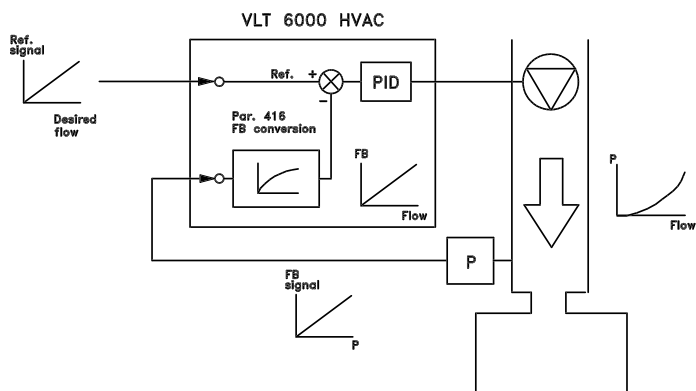 VLT 6000 HVAC
Ref.
signal
Desired
flow
Ref.
+
−
PID
Par. 416
FB conversion
FB
Flow
P
Flow
P
FB
signal
P